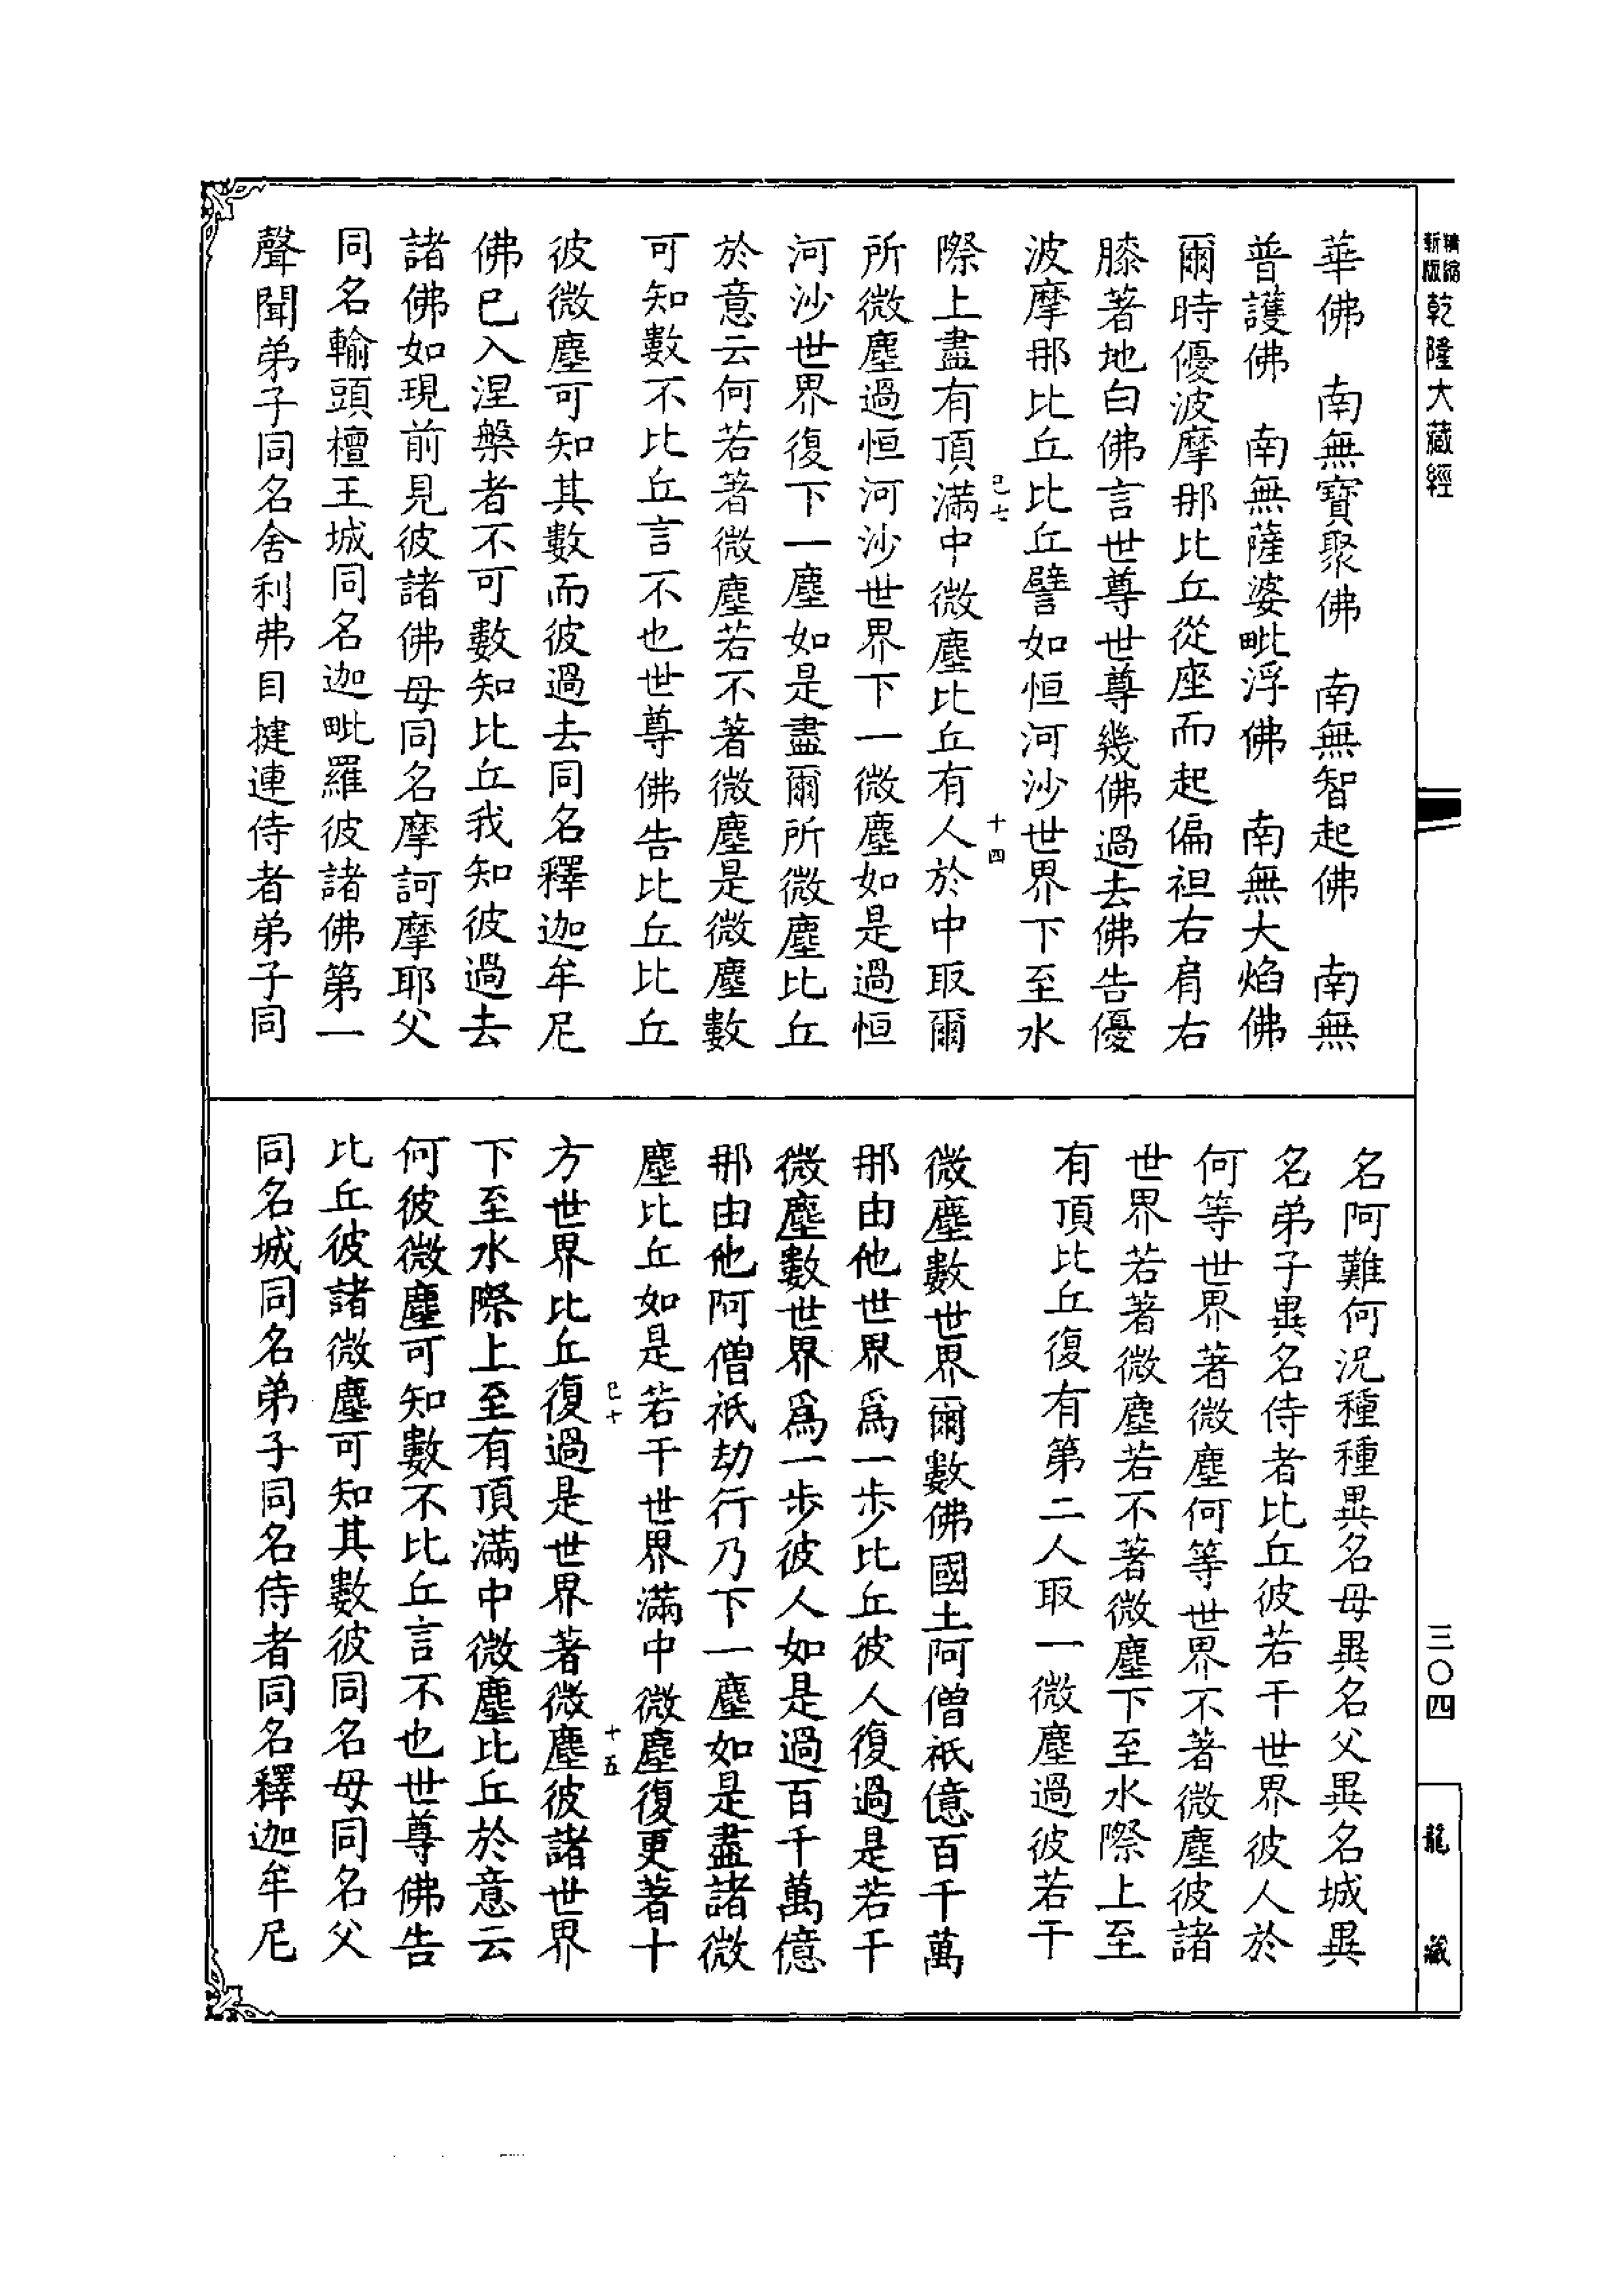 精縮新版乾隆大藏經
三〇四
龍藏
華佛　南無寶聚佛　南無智起佛　南無
普護佛　南無薩婆毗浮佛　南無大焰佛
爾時優波摩那比丘從座而起偏袒右肩右
膝著地白佛言世尊世尊幾佛過去佛告優
波摩那比丘比丘譬如恒河沙世界下至水
己七
十四
際上盡有頂滿中微塵比丘有人於中取爾
所微塵過恒河沙世界下一微塵如是過恒
河沙世界復下一塵如是盡爾所微塵比丘
於意云何若著微塵若不著微塵是微塵數
可知數不比丘言不也世尊佛告比丘比丘
彼微塵可知其數而彼過去同名釋迦牟尼
佛已入涅槃者不可數知比丘我知彼過去
諸佛如現前見彼諸佛母同名摩訶摩耶父
同名輸頭檀王城同名迦毗羅彼諸佛第一
聲聞弟子同名舍利弗目揵連侍者弟子同
名阿難何況種種異名母異名父異名城異
名弟子異名侍者比丘彼若干世界彼人於
何等世界著微塵何等世界不著微塵彼諸
世界若著微塵若不著微塵下至水際上至
有頂比丘復有第二人取一微塵過彼若干
微塵數世界爾數佛國土阿僧祇億百千萬
那由他世界為一步比丘彼人復過是若干
微塵數世界為一步彼人如是過百千萬億
那由他阿僧祇劫行乃下一塵如是盡諸微
塵比丘如是若干世界滿中微塵復更著十
己十
十五
方世界比丘復過是世界著微塵彼諸世界
下至水際上至有頂滿中微塵比丘於意云
何彼微塵可知數不比丘言不也世尊佛告
比丘彼諸微塵可知其數彼同名母同名父
同名城同名弟子同名侍者同名釋迦牟尼